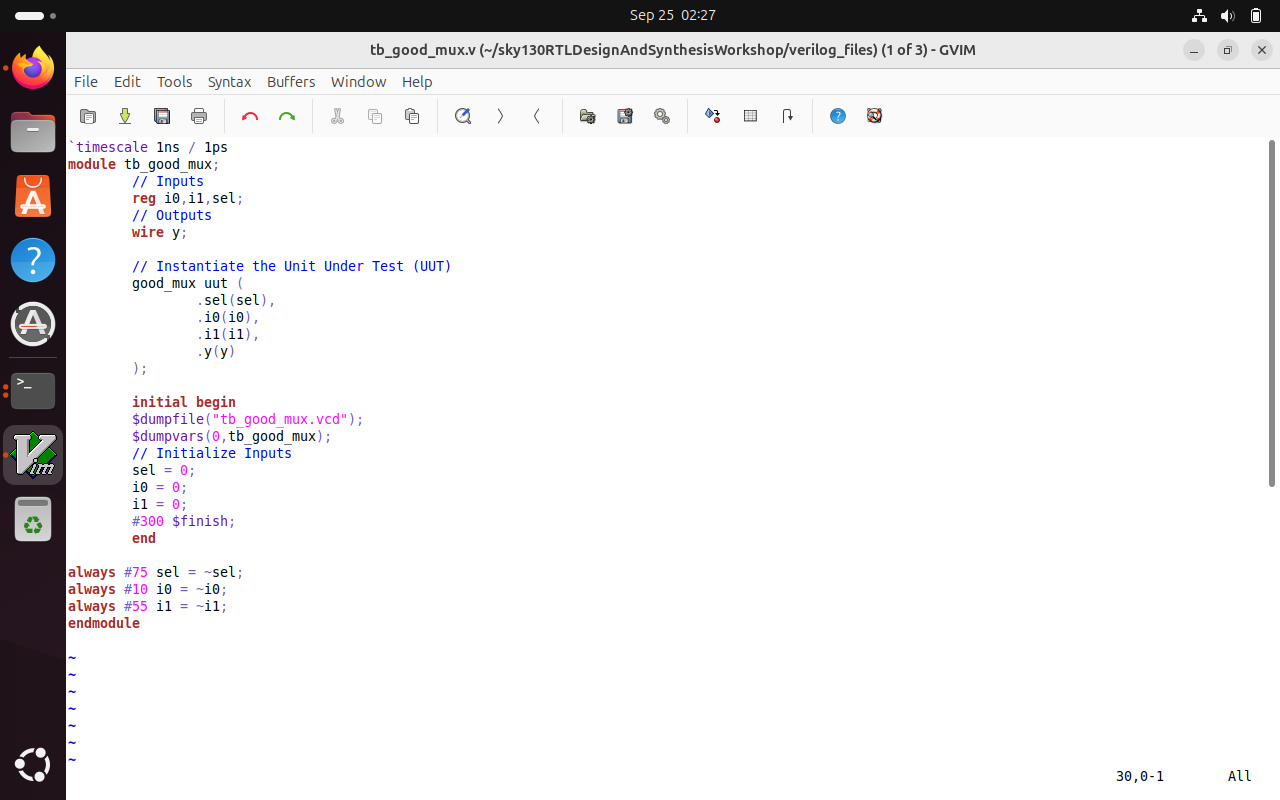 Sep 25 02:27
tb_good_mux.v (~/sky130RTLDesignAndSynthesisWorkshop/verilog_files) (1 of 3) - GVIM
File Edit Tools Syntax Buffers Window Help
`timescale 1ns / 1ps
module tb_good_mux;
        // Inputs
        reg i0,i1,sel;
        // Outputs
        wire y;

        // Instantiate the Unit Under Test (UUT)
        good_mux uut (
                .sel(sel),
                .i0(i0),
                .i1(i1),
                .y(y)
        );

        initial begin
        $dumpfile("tb_good_mux.vcd");
        $dumpvars(0,tb_good_mux);
        // Initialize Inputs
        sel = 0;
        i0 = 0;
        i1 = 0;
        #300 $finish;
        end

always #75 sel = ~sel;
always #10 i0 = ~i0;
always #55 i1 = ~i1;
endmodule

~
~
~
~
~
~
~
30,0-1 All